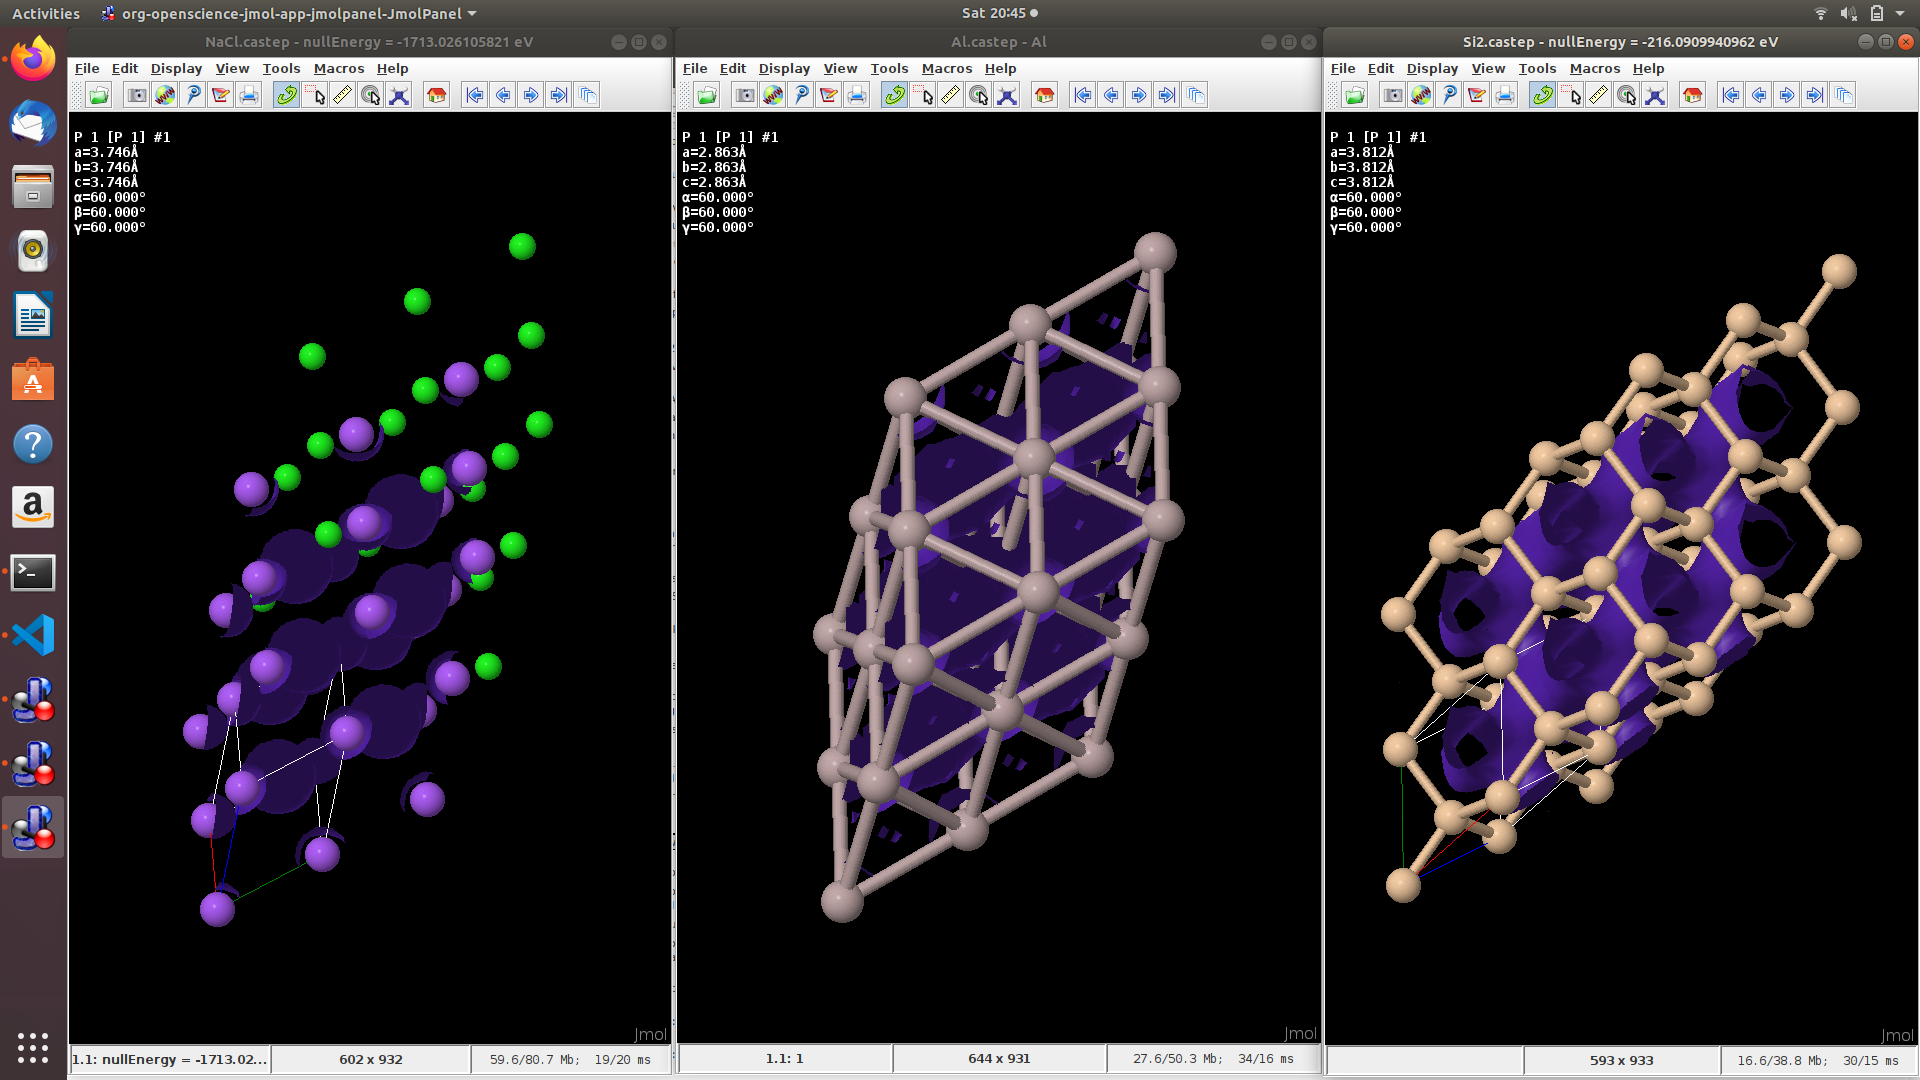 Activities
org-openscience-jmol-app-jmolpanel-JmolPanel
Sat 20:45
NaCl.castep - nullEnergy = -1713.026105821 eV
File Edit Display View Tools Macros Help
P 1 [P 1] #1
a=3.746Å
b=3.746Å
c=3.746Å
α=60.000°
β=60.000°
γ=60.000°
Jmol
1.1: nullEnergy = -1713.02...
602 x 932
59.6/80.7 Mb; 19/20 ms
Al.castep - Al
File Edit Display View Tools Macros Help
P 1 [P 1] #1
a=2.863Å
b=2.863Å
c=2.863Å
α=60.000°
β=60.000°
γ=60.000°
Jmol
1.1: 1
644 x 931
27.6/50.3 Mb; 34/16 ms
Si2.castep - nullEnergy = -216.0909940962 eV
File Edit Display View Tools Macros Help
P 1 [P 1] #1
a=3.812Å
b=3.812Å
c=3.812Å
α=60.000°
β=60.000°
γ=60.000°
Jmol
593 x 933
16.6/38.8 Mb; 30/15 ms